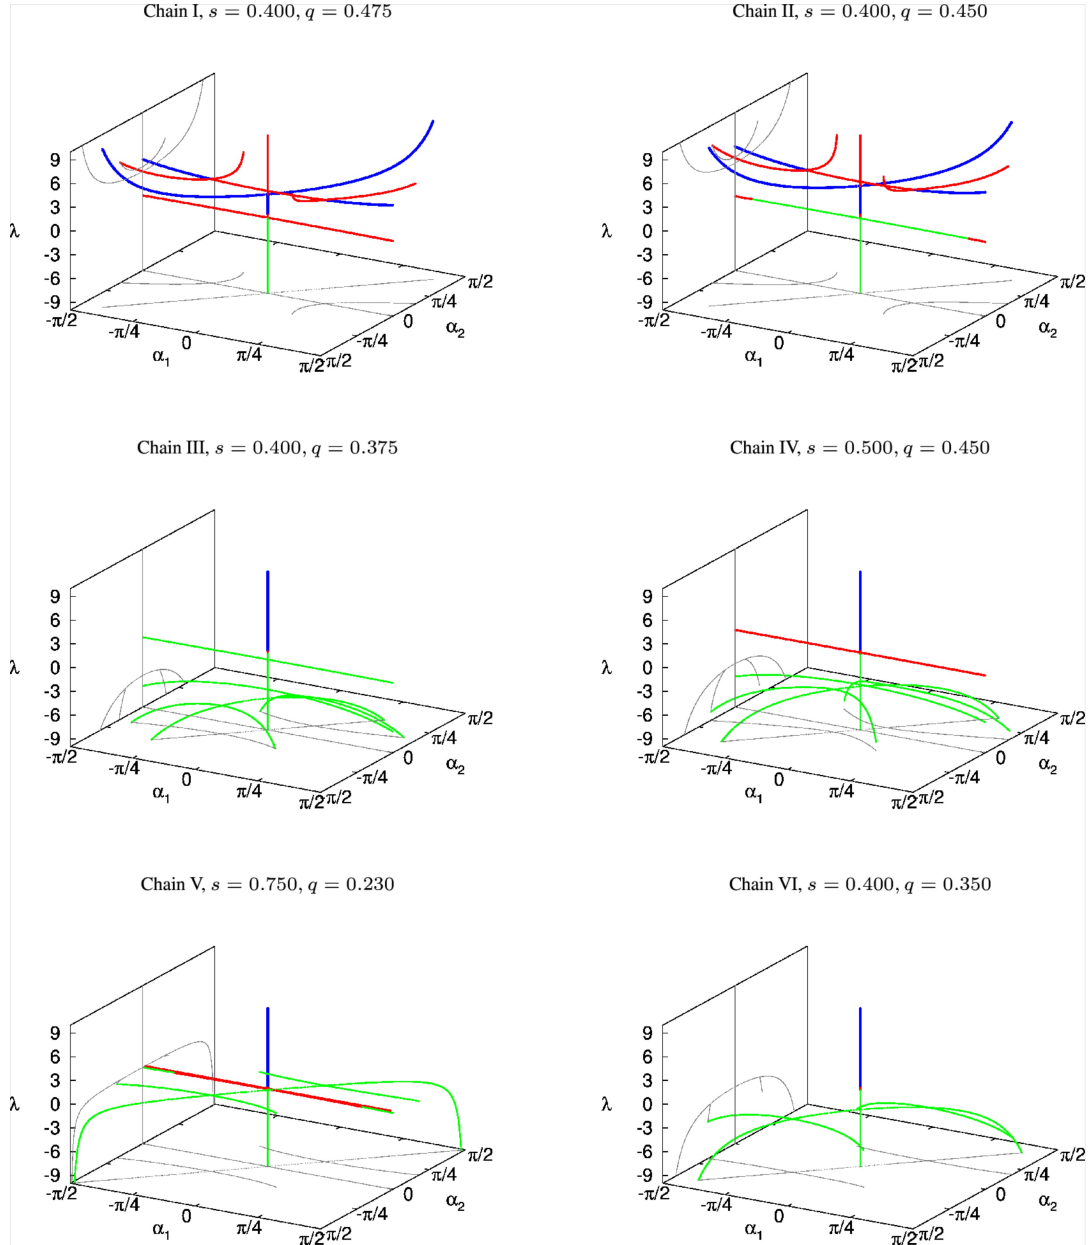 Chain I, s = 0.400, q = 0.475
Chain II, s = 0.400, q = 0.450
9
6
3
0
-3
-6
-9
λ
-π/2
-π/4
0
π/4
π/2
α1
-π/2
-π/4
0
π/4
π/2
α2
9
6
3
0
-3
-6
-9
λ
-π/2
-π/4
0
π/4
π/2
α1
-π/2
-π/4
0
π/4
π/2
α2
Chain III, s = 0.400, q = 0.375
Chain IV, s = 0.500, q = 0.450
9
6
3
0
-3
-6
-9
λ
-π/2
-π/4
0
π/4
π/2
α1
-π/2
-π/4
0
π/4
π/2
α2
9
6
3
0
-3
-6
-9
λ
-π/2
-π/4
0
π/4
π/2
α1
-π/2
-π/4
0
π/4
π/2
α2
Chain V, s = 0.750, q = 0.230
Chain VI, s = 0.400, q = 0.350
9
6
3
0
-3
-6
-9
λ
-π/2
-π/4
0
π/4
π/2
α1
-π/2
-π/4
0
π/4
π/2
α2
9
6
3
0
-3
-6
-9
λ
-π/2
-π/4
0
π/4
π/2
α1
-π/2
-π/4
0
π/4
π/2
α2